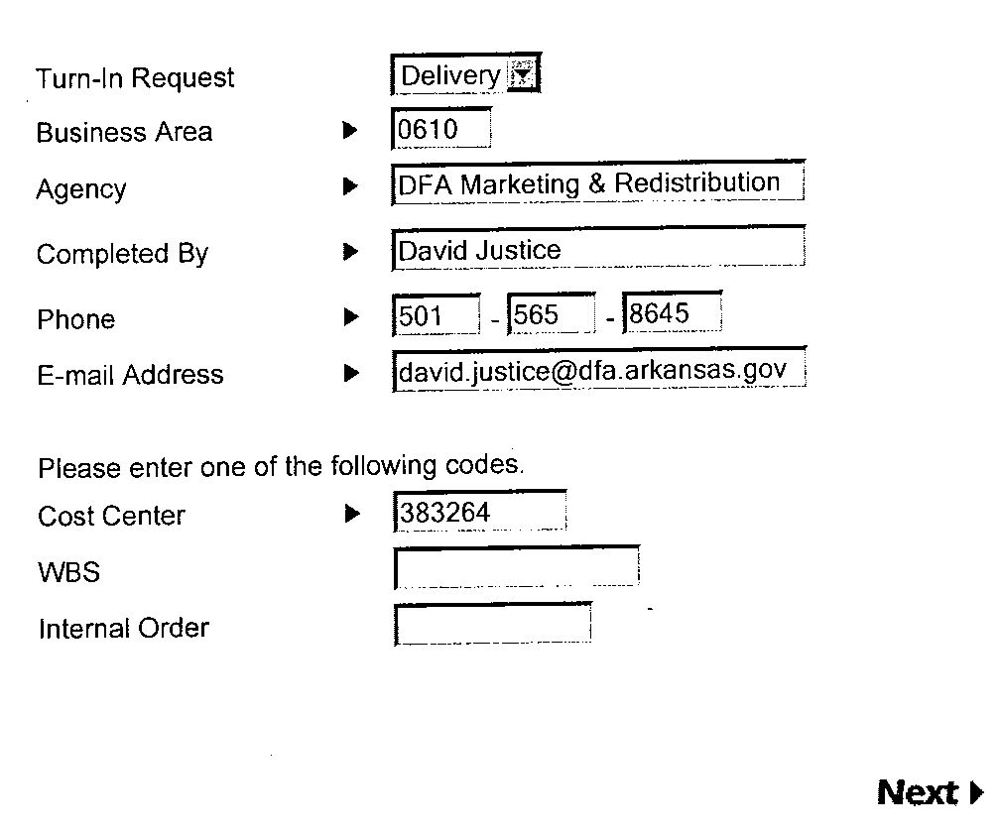 Turn-In Request Delivery
Business Area 0610
Agency DFA Marketing & Redistribution
Completed By David Justice
Phone 501 - 565 - 8645
E-mail Address david.justice@dfa.arkansas.gov
Please enter one of the following codes.
Cost Center 383264
WBS
Internal Order
Next